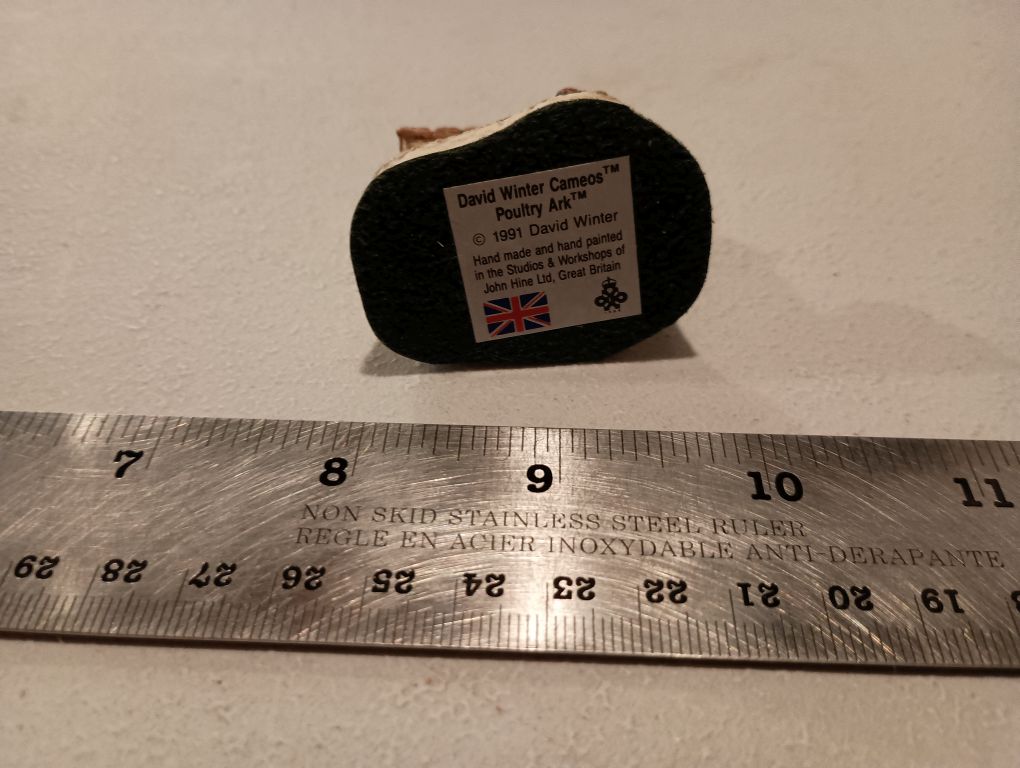 David Winter Cameos™
Poultry Ark™
© 1991 David Winter
Hand made and hand painted
in the Studios & Workshops of
John Hine Ltd, Great Britain
7 8 9 10 11
NON SKID STAINLESS STEEL RULER
REGLE EN ACIER INOXYDABLE ANTI-DERAPANTE
29 28 27 26 25 24 23 22 21 20 19